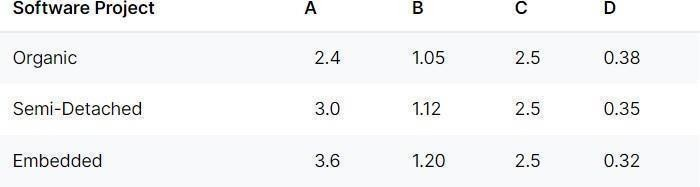 Software Project A B C D
Organic 2.4 1.05 2.5 0.38
Semi-Detached 3.0 1.12 2.5 0.35
Embedded 3.6 1.20 2.5 0.32